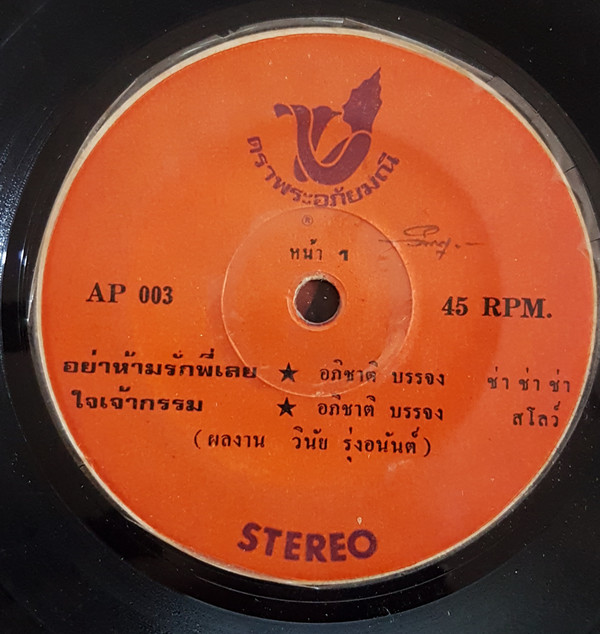 ตราพระอภัยมณี
®
หน้า ๑
AP 003
45 RPM.
อย่าห้ามรักพี่เลย ★ อภิชาติ บรรจง ช่า ช่า ช่า
ใจเจ้ากรรม ★ อภิชาติ บรรจง สโลว์
(ผลงาน วินัย รุ่งอนันต์)
STEREO